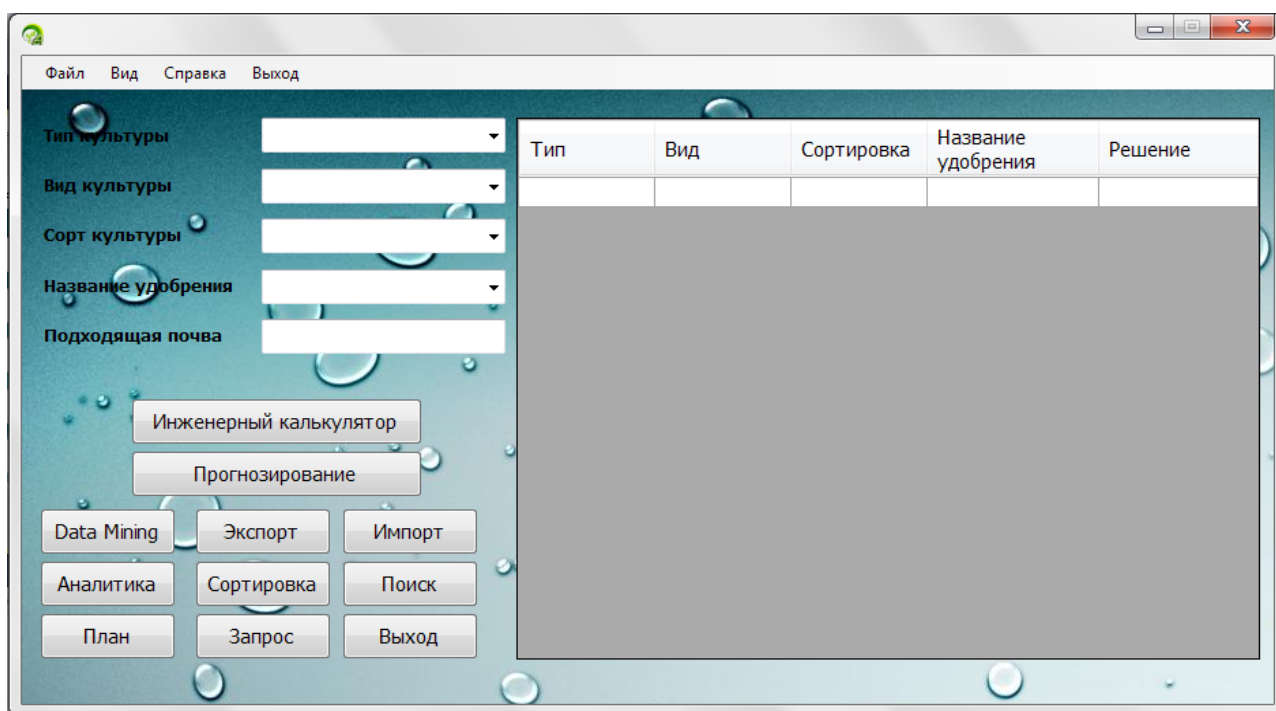 Файл Вид Справка Выход
Тип культуры
Вид культуры
Сорт культуры
Название удобрения
Подходящая почва
Тип Вид Сортировка Название удобрения Решение
Инженерный калькулятор
Прогнозирование
Data Mining Экспорт Импорт
Аналитика Сортировка Поиск
План Запрос Выход